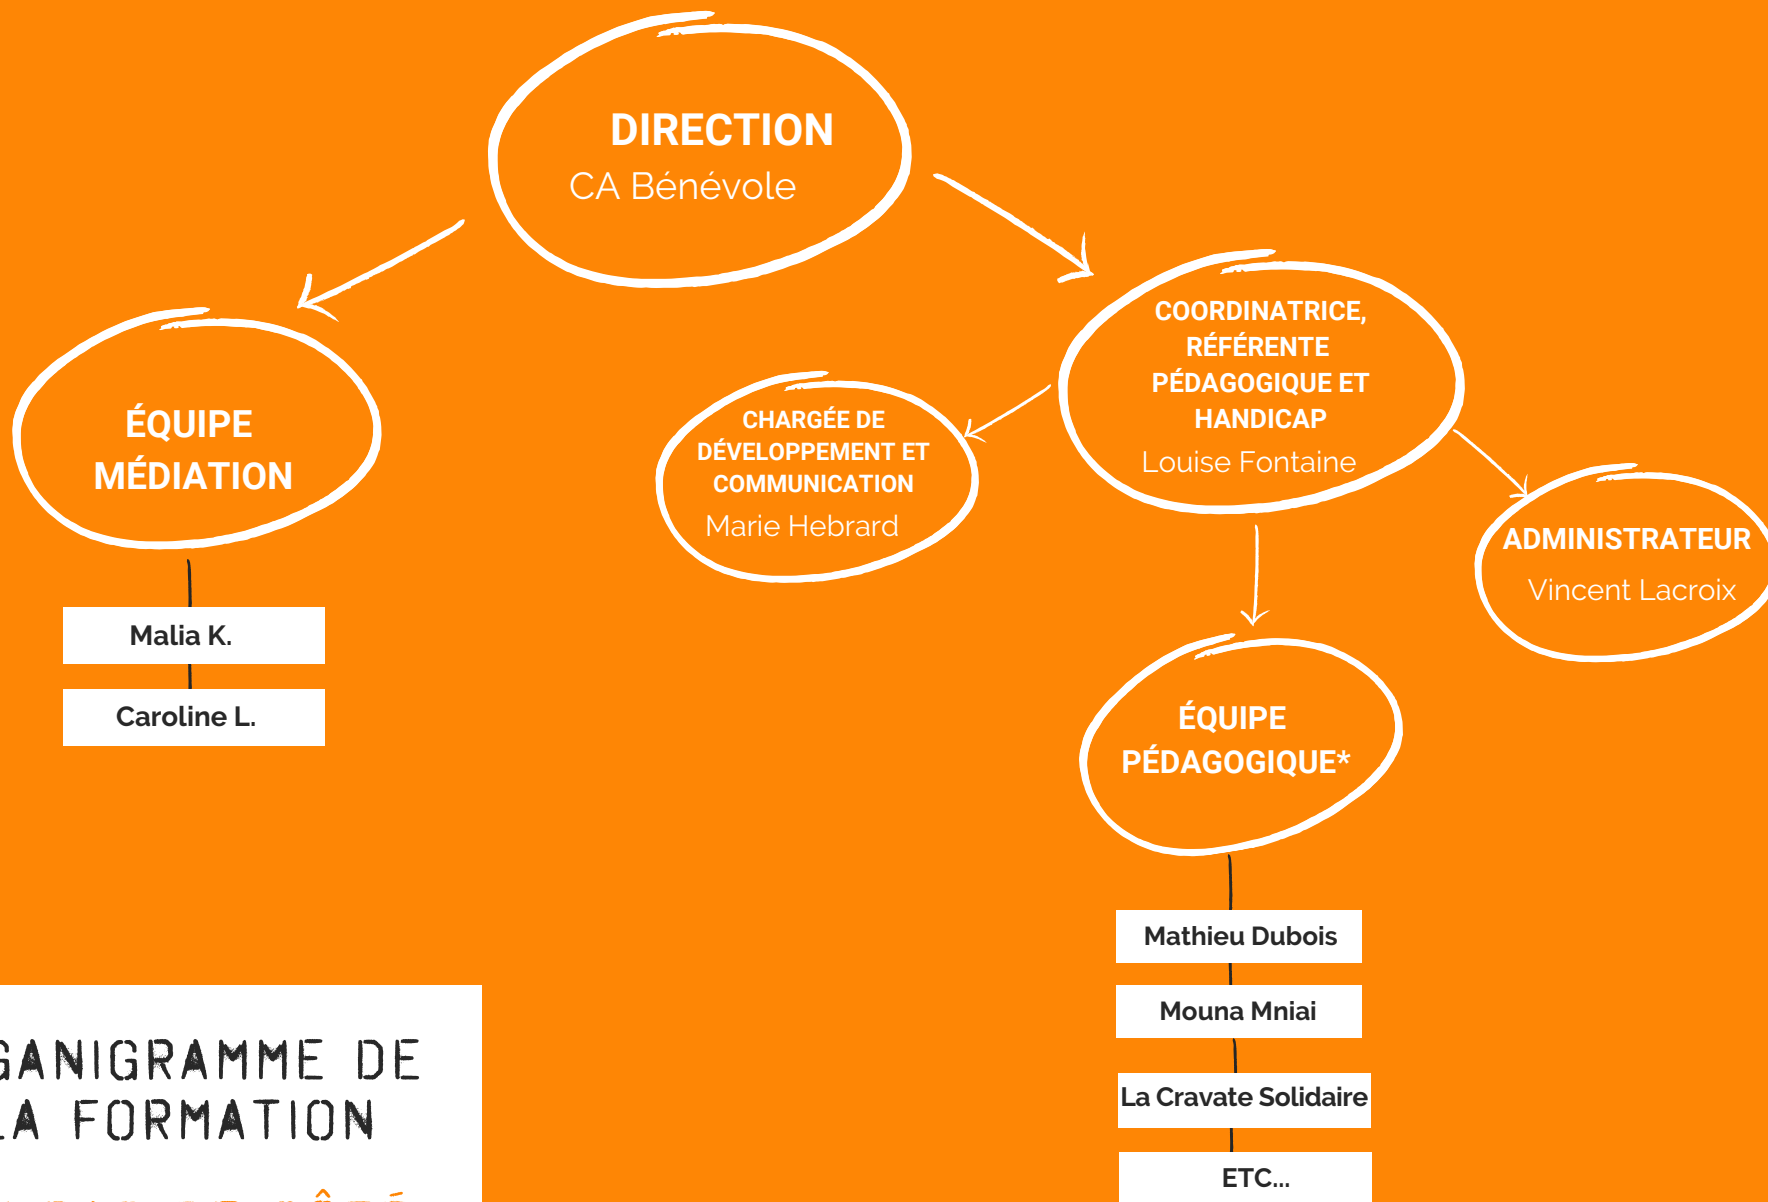 DIRECTION
CA Bénévole
COORDINATRICE,
RÉFÉRENTE
PÉDAGOGIQUE ET
HANDICAP
Louise Fontaine
ÉQUIPE
MÉDIATION
CHARGÉE DE
DÉVELOPPEMENT ET
COMMUNICATION
Marie Hebrard
ADMINISTRATEUR
Vincent Lacroix
Malia K.
Caroline L.
ÉQUIPE
PÉDAGOGIQUE*
Mathieu Dubois
Mouna Mniai
La Cravate Solidaire
ETC...
GANIGRAMME DE
LA FORMATION